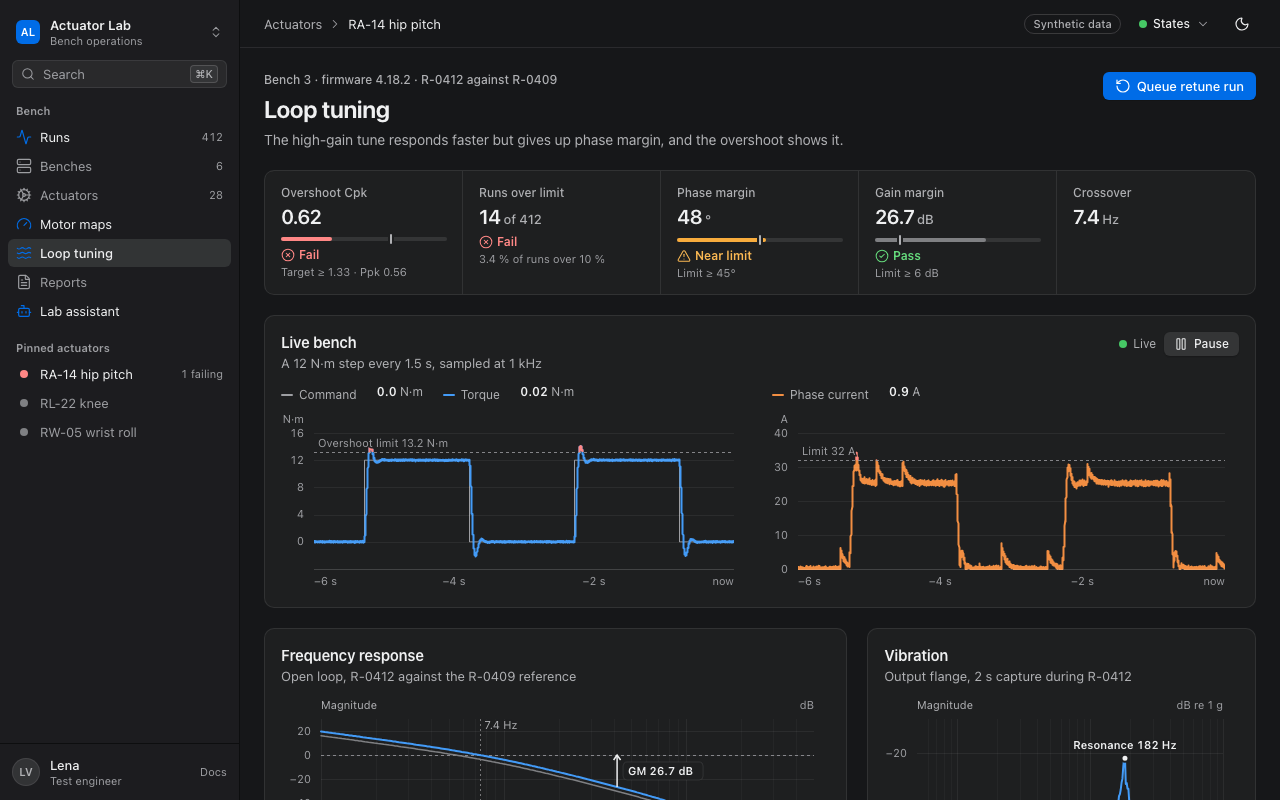 AL
Actuator Lab
Bench operations
Search
⌘K
Bench
Runs 412
Benches 6
Actuators 28
Motor maps
Loop tuning
Reports
Lab assistant
Pinned actuators
RA-14 hip pitch 1 failing
RL-22 knee
RW-05 wrist roll
LV
Lena
Test engineer
Docs
Actuators RA-14 hip pitch
Synthetic data
States
Bench 3 · firmware 4.18.2 · R-0412 against R-0409
Loop tuning
The high-gain tune responds faster but gives up phase margin, and the overshoot shows it.
Queue retune run
Overshoot Cpk
0.62
Fail
Target ≥ 1.33 · Ppk 0.56
Runs over limit
14 of 412
Fail
3.4 % of runs over 10 %
Phase margin
48 °
Near limit
Limit ≥ 45°
Gain margin
26.7 dB
Pass
Limit ≥ 6 dB
Crossover
7.4 Hz
Live bench
A 12 N·m step every 1.5 s, sampled at 1 kHz
Live
Pause
Command 0.0 N·m Torque 0.02 N·m
N·m
16
Overshoot limit 13.2 N·m
12
8
4
0
−6 s −4 s −2 s now
Phase current 0.9 A
A
40
Limit 32 A
30
20
10
0
−6 s −4 s −2 s now
Frequency response
Open loop, R-0412 against the R-0409 reference
Magnitude dB
20
7.4 Hz
0
GM 26.7 dB
−20
Vibration
Output flange, 2 s capture during R-0412
Magnitude dB re 1 g
Resonance 182 Hz
−20